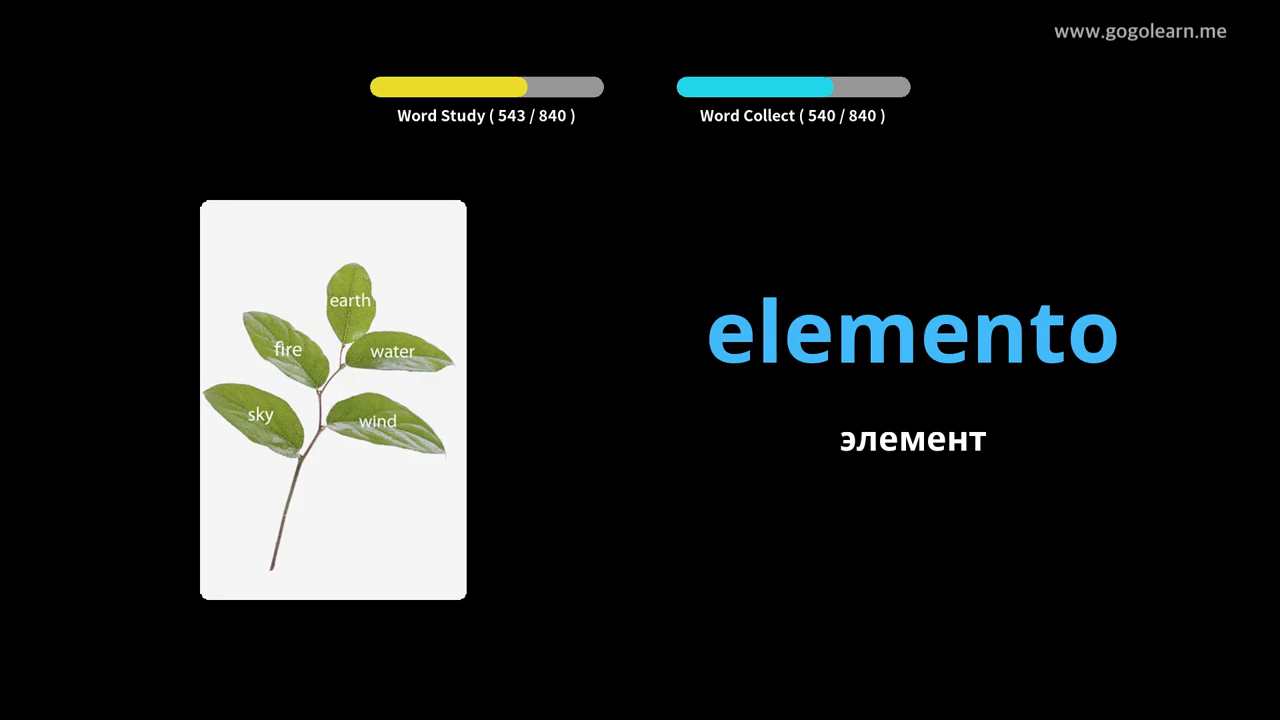 www.gogolearn.me
Word Study ( 543 / 840 )
Word Collect ( 540 / 840 )
earth
fire
water
sky
wind
elemento
элемент